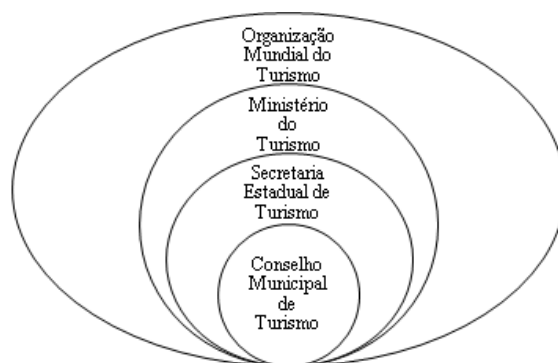 Organização
Mundial do
Turismo
Ministério
do
Turismo
Secretaria
Estadual de
Turismo
Conselho
Municipal
de
Turismo